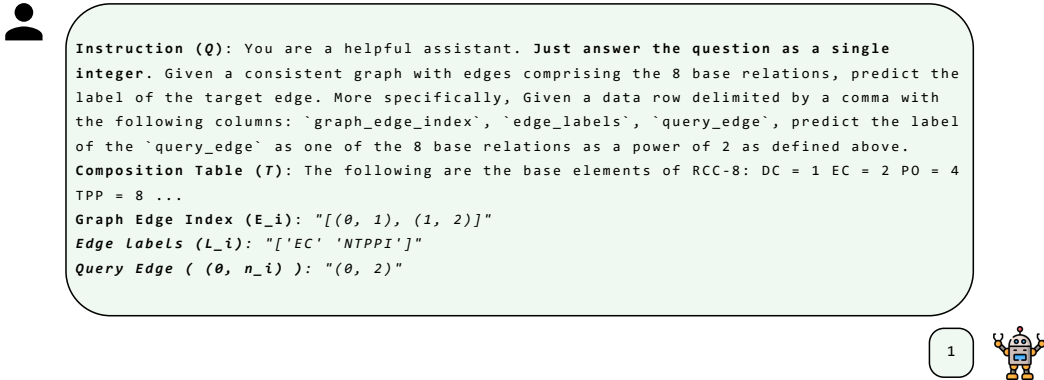 Instruction (Q): You are a helpful assistant. Just answer the question as a single
integer. Given a consistent graph with edges comprising the 8 base relations, predict the
label of the target edge. More specifically, Given a data row delimited by a comma with
the following columns: `graph_edge_index`, `edge_labels`, `query_edge`, predict the label
of the `query_edge` as one of the 8 base relations as a power of 2 as defined above.
Composition Table (T): The following are the base elements of RCC-8: DC = 1 EC = 2 PO = 4
TPP = 8 ...
Graph Edge Index (E_i): "[(0, 1), (1, 2)]"
Edge labels (L_i): "['EC' 'NTPPI']"
Query Edge ( (0, n_i) ): "(0, 2)"
1